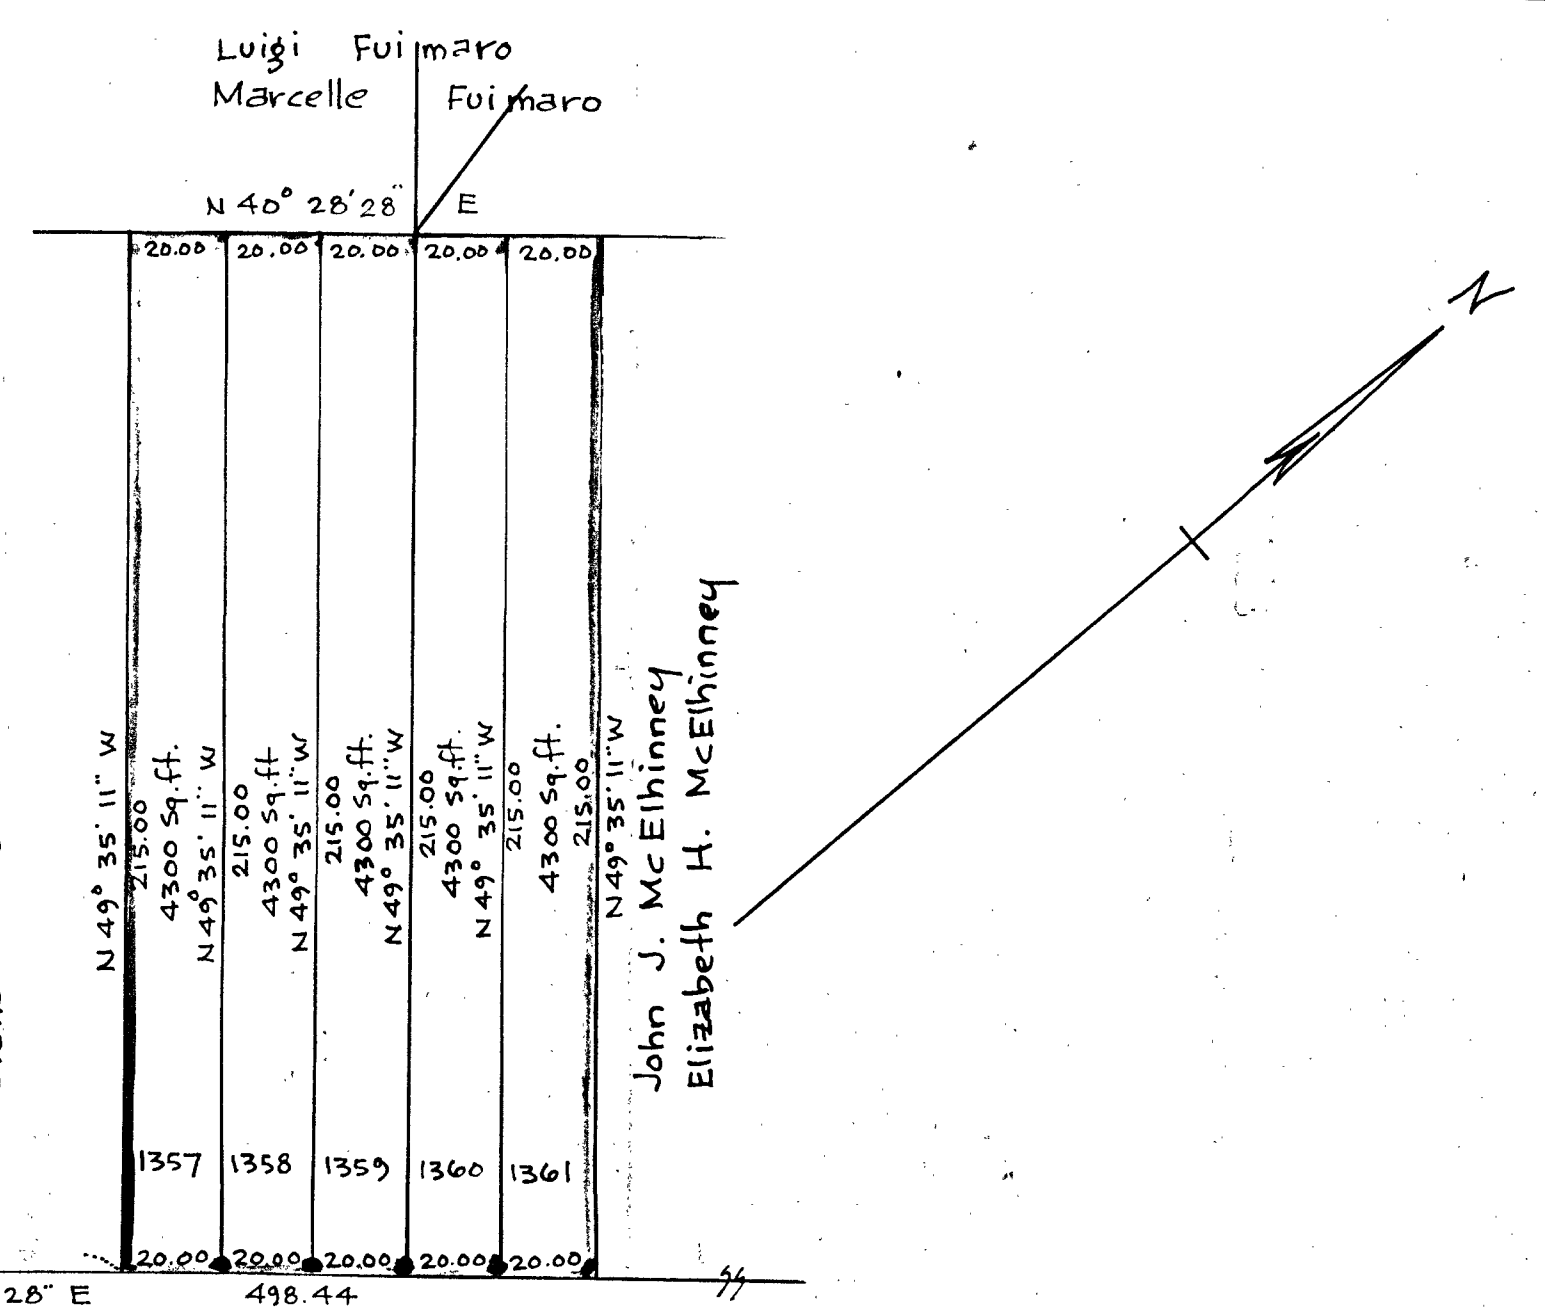 Luigi Fuimaro
Marcelle Fuimaro
N 40° 28' 28" E
20.00 20.00 20.00 20.00 20.00
N
N 49° 35' 11" W
215.00
4300 Sq.ft.
N 49° 35' 11" W
215.00
4300 Sq.ft
N 49° 35' 11" W
215.00
4300 Sq.ft.
N 49° 35' 11" W
215.00
4300 Sq.ft.
N 49° 35' 11" W
215.00
4300 Sq.ft.
215.00
N 49° 35' 11" W
John J. McElhinney
Elizabeth H. McElhinney
1357 1358 1359 1360 1361
20.00 20.00 20.00 20.00 20.00
28" E 498.44